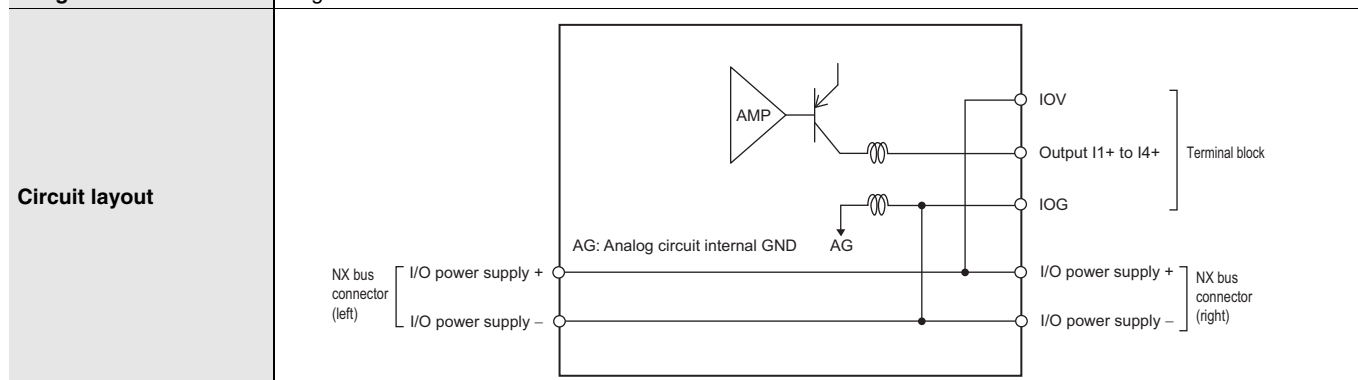 Circuit layout
AMP
IOV
Output I1+ to I4+
Terminal block
IOG
AG: Analog circuit internal GND
AG
NX bus
connector
(left)
I/O power supply +
I/O power supply –
I/O power supply +
I/O power supply –
NX bus
connector
(right)